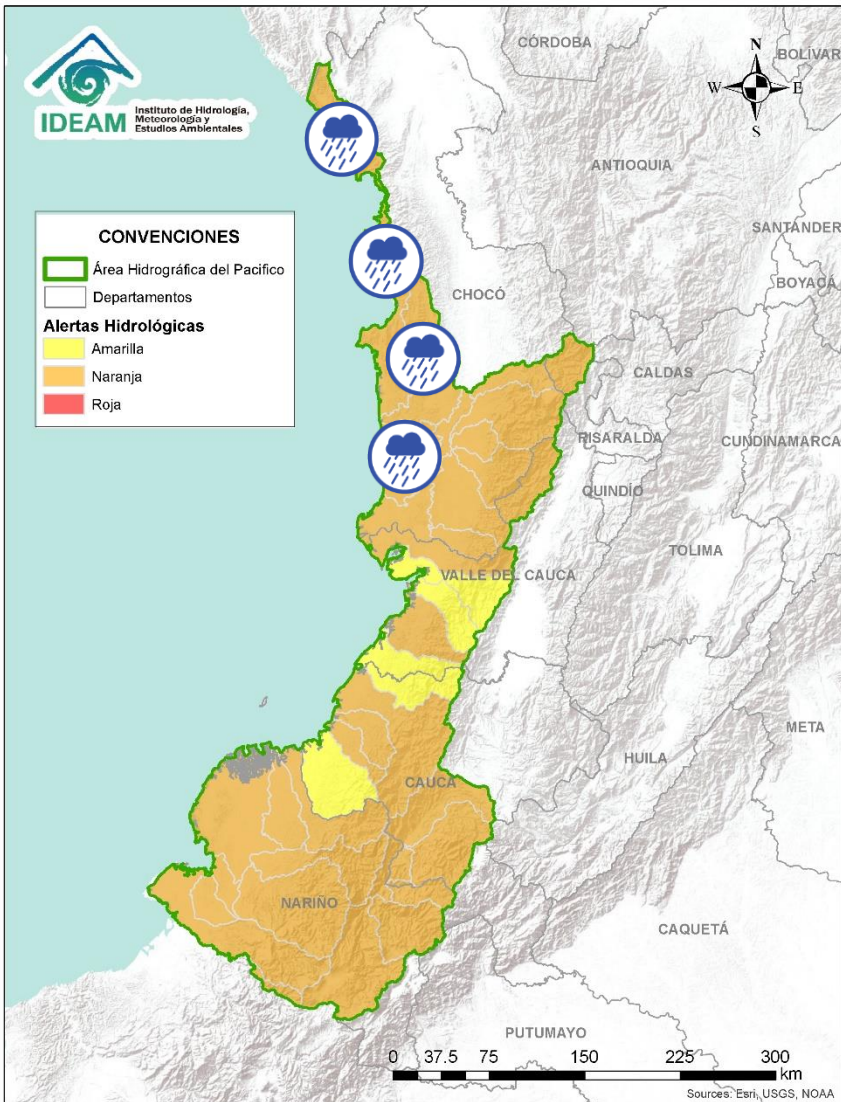 IDEAM
Instituto de Hidrología,
Meteorología y
Estudios Ambientales
N
W E
S
CÓRDOBA
BOLÍVAR
ANTIOQUIA
SANTANDER
BOYACÁ
CHOCÓ
CALDAS
RISARALDA
CUNDINAMARCA
QUINDÍO
TOLIMA
VALLE DEL CAUCA
META
HUILA
CAUCA
NARIÑO
CAQUETÁ
PUTUMAYO
CONVENCIONES
Área Hidrográfica del Pacifico
Departamentos
Alertas Hidrológicas
Amarilla
Naranja
Roja
0 37.5 75 150 225 300
km
Sources: Esri, USGS, NOAA